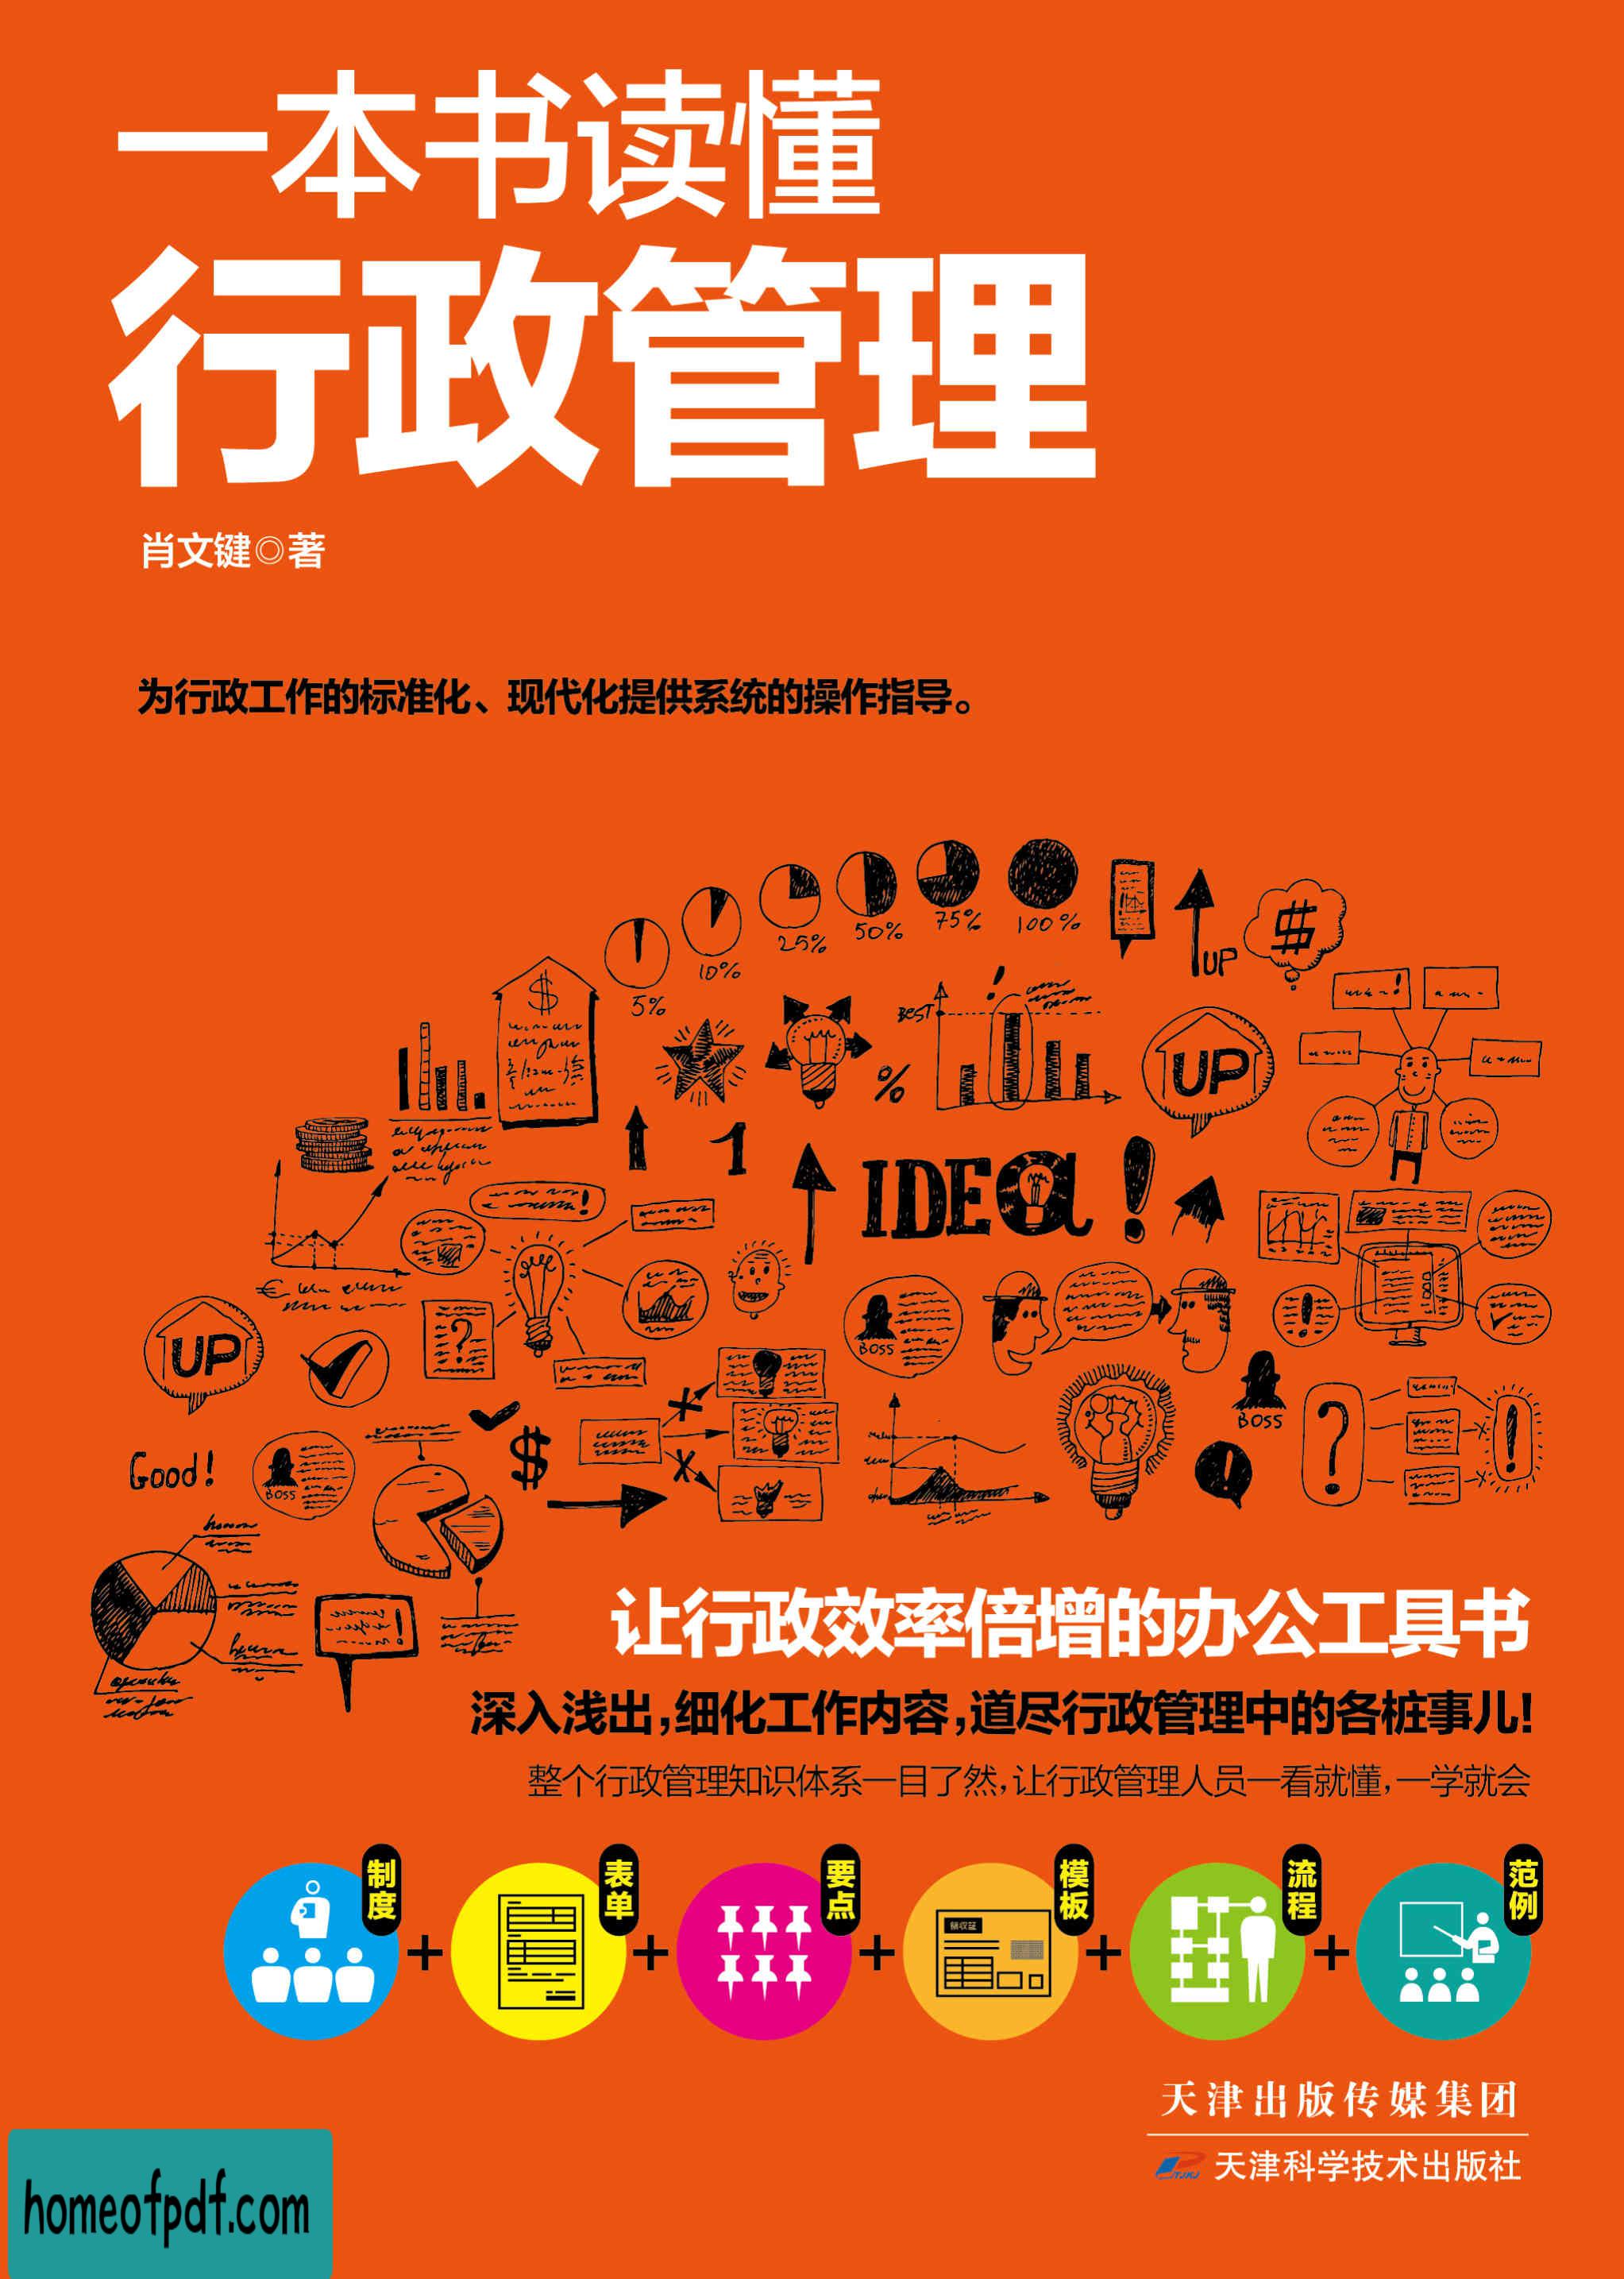 一本书读懂
行政管理
肖文键◎著
为行政工作的标准化、现代化提供系统的操作指导。
5%
10%
25%
50%
75%
100%
UP
$
$
BEST
!
%
UP
1
IDEa!
€
UP
?
BOSS
BOSS
$
Good!
BOSS
?
!
让行政效率倍增的办公工具书
深入浅出,细化工作内容,道尽行政管理中的各桩事儿!
整个行政管理知识体系一目了然,让行政管理人员一看就懂,一学就会
制度
+
表单
+
要点
+
模板
+
流程
+
范例
天津出版传媒集团
TJKJ 天津科学技术出版社
homeofpdf.com